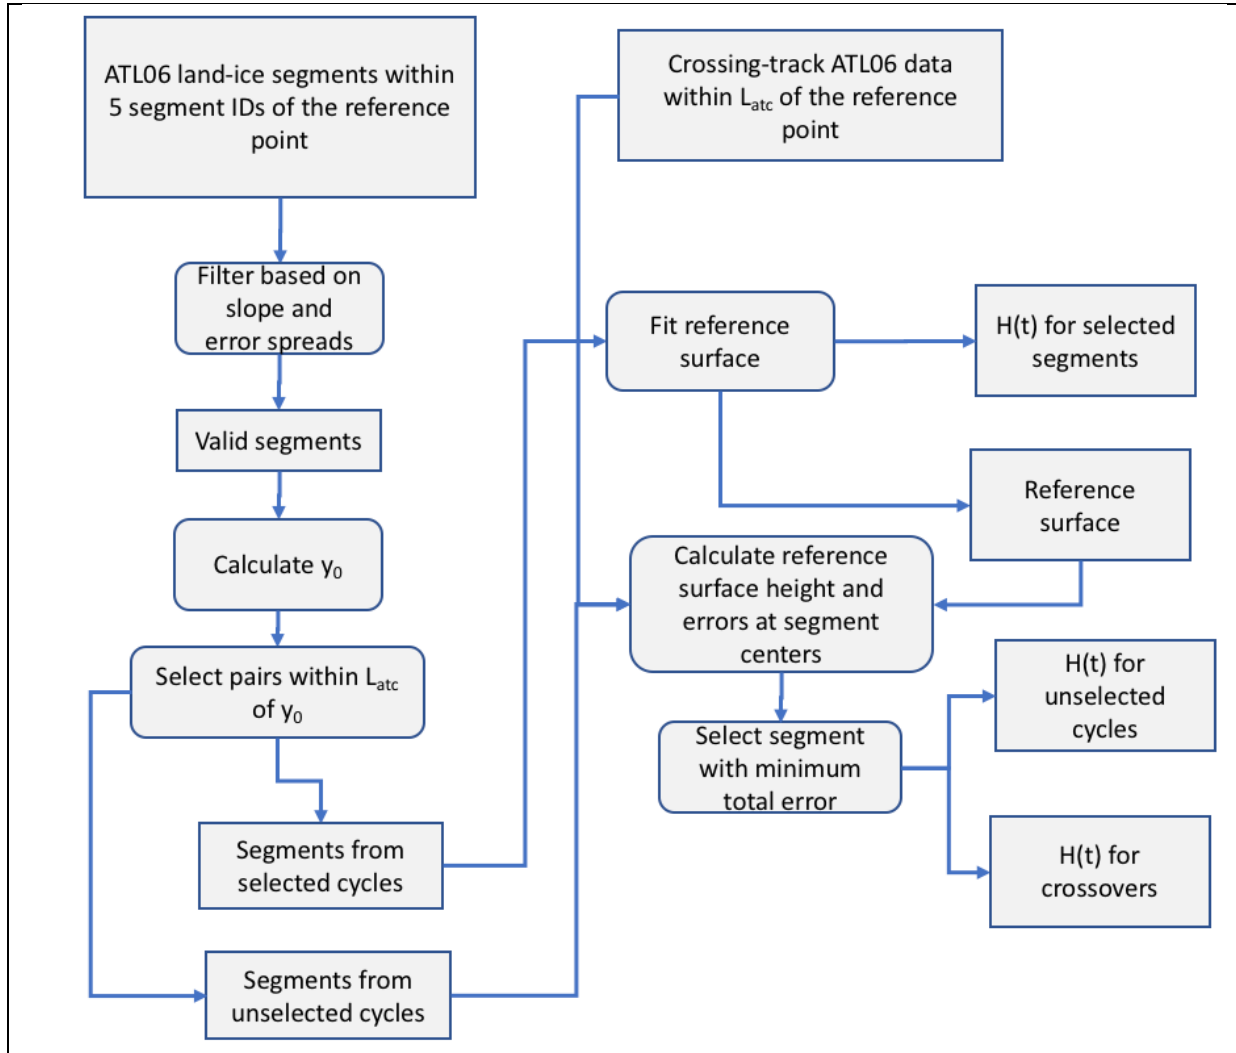 ATL06 land-ice segments within
5 segment IDs of the reference
point
Crossing-track ATL06 data
within Latc of the reference
point
Filter based on
slope and
error spreads
Valid segments
Calculate y0
Select pairs within Latc
of y0
Segments from
selected cycles
Segments from
unselected cycles
Fit reference
surface
H(t) for selected
segments
Reference
surface
Calculate reference
surface height and
errors at segment
centers
Select segment
with minimum
total error
H(t) for
unselected
cycles
H(t) for
crossovers